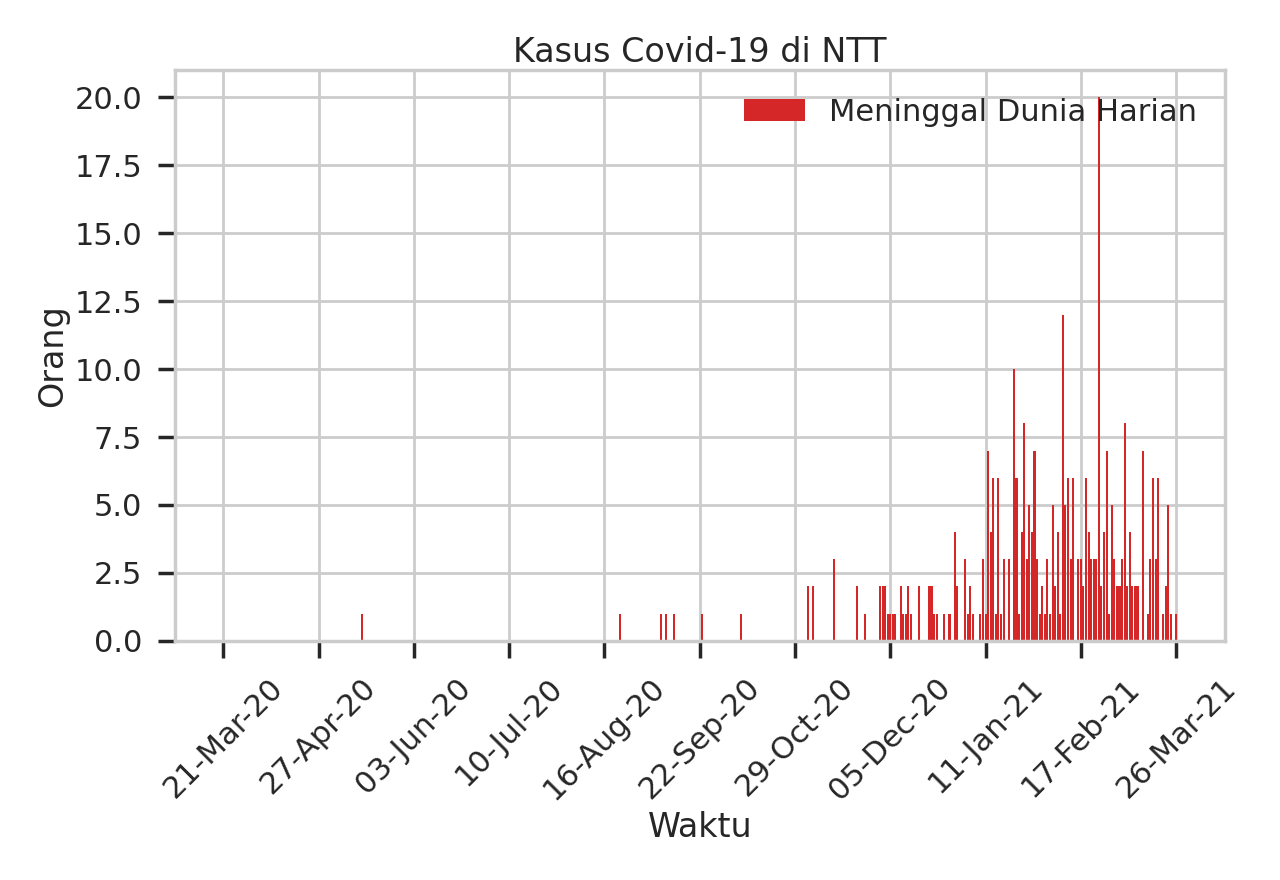 Kasus Covid-19 di NTT
Meninggal Dunia Harian
Orang
20.0
17.5
15.0
12.5
10.0
7.5
5.0
2.5
0.0
21-Mar-20
27-Apr-20
03-Jun-20
10-Jul-20
16-Aug-20
22-Sep-20
29-Oct-20
05-Dec-20
11-Jan-21
17-Feb-21
26-Mar-21
Waktu